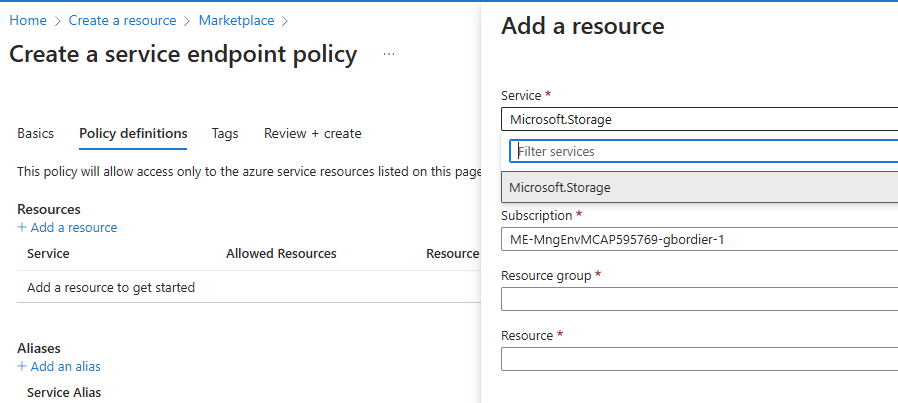 Home > Create a resource > Marketplace >
Create a service endpoint policy ...
Basics Policy definitions Tags Review + create
This policy will allow access only to the azure service resources listed on this page
Resources
+ Add a resource
Service Allowed Resources Resource
Add a resource to get started
Aliases
+ Add an alias
Service Alias
Add a resource
Service *
Microsoft.Storage
Filter services
Microsoft.Storage
Subscription *
ME-MngEnvMCAP595769-gbordier-1
Resource group *
Resource *